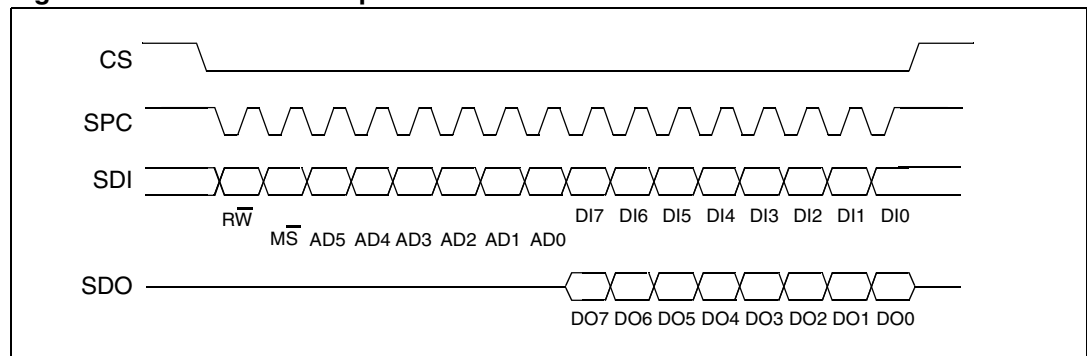 CS
SPC
SDI
DI7 DI6 DI5 DI4 DI3 DI2 DI1 DI0
RW̅
MS̅ AD5 AD4 AD3 AD2 AD1 AD0
SDO
DO7 DO6 DO5 DO4 DO3 DO2 DO1 DO0